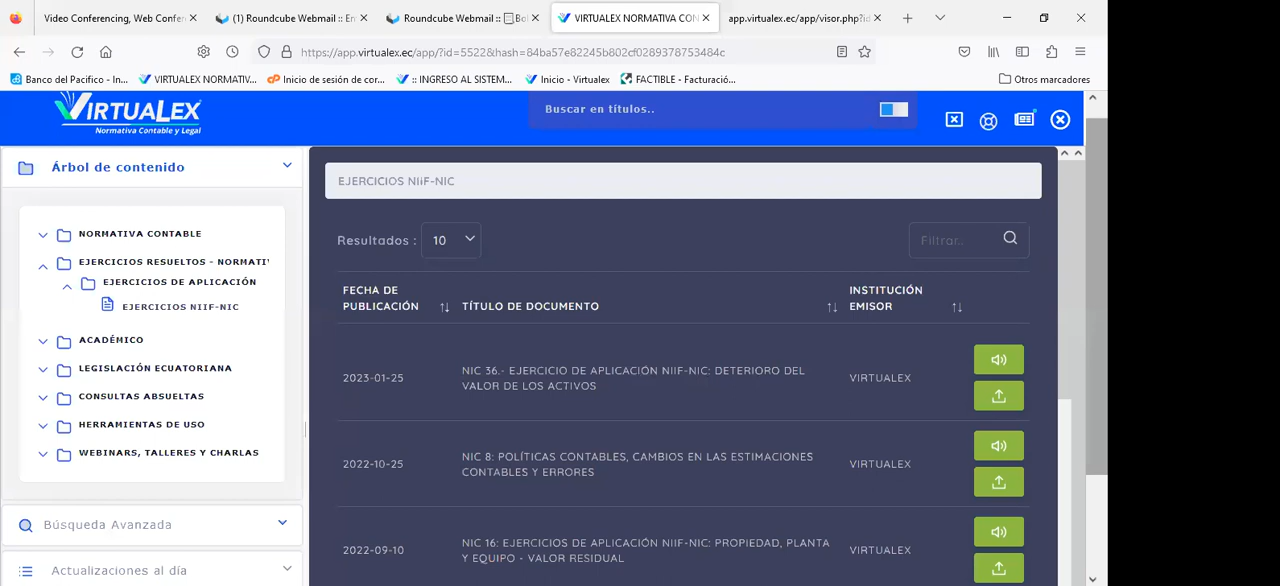 Video Conferencing, Web Confer
(1) Roundcube Webmail :: En
Roundcube Webmail ::
VIRTUALEX NORMATIVA CON
app.virtualex.ec/app/visor.php?id
https://app.virtualex.ec/app/?id=5522&hash=84ba57e82245b802cf0289378753484c
Banco del Pacifico - In...
VIRTUALEX NORMATIV...
Inicio de sesión de cor...
:: INGRESO AL SISTEM...
Inicio - Virtualex
FACTIBLE - Facturació...
Otros marcadores
VIRTUALEX
Normativa Contable y Legal
Buscar en títulos..
Árbol de contenido
NORMATIVA CONTABLE
EJERCICIOS RESUELTOS - NORMATIV
EJERCICIOS DE APLICACIÓN
EJERCICIOS NIIF-NIC
ACADÉMICO
LEGISLACIÓN ECUATORIANA
CONSULTAS ABSUELTAS
HERRAMIENTAS DE USO
WEBINARS, TALLERES Y CHARLAS
Búsqueda Avanzada
Actualizaciones al día
EJERCICIOS NIIF-NIC
Resultados : 10
Filtrar..
FECHA DE
PUBLICACIÓN
TÍTULO DE DOCUMENTO
INSTITUCIÓN
EMISOR
2023-01-25
NIC 36.- EJERCICIO DE APLICACIÓN NIIF-NIC: DETERIORO DEL
VALOR DE LOS ACTIVOS
VIRTUALEX
2022-10-25
NIC 8: POLÍTICAS CONTABLES, CAMBIOS EN LAS ESTIMACIONES
CONTABLES Y ERRORES
VIRTUALEX
2022-09-10
NIC 16: EJERCICIOS DE APLICACIÓN NIIF-NIC: PROPIEDAD, PLANTA
Y EQUIPO - VALOR RESIDUAL
VIRTUALEX